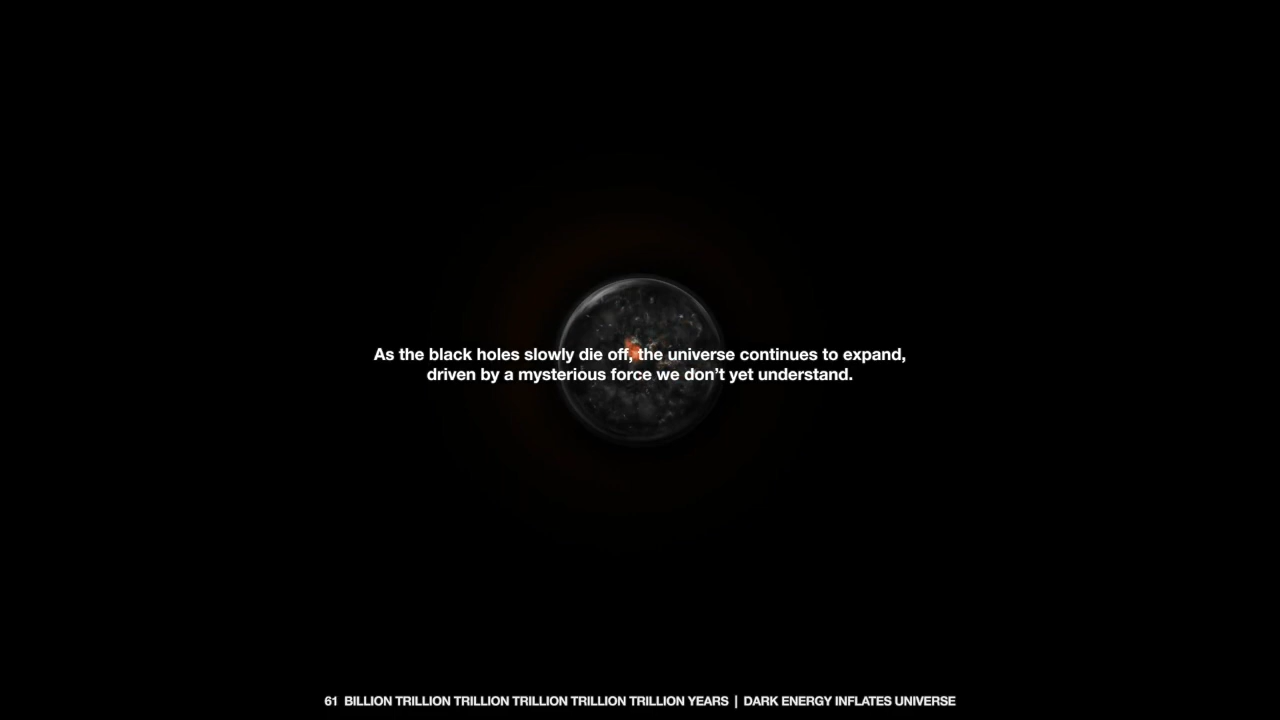 As the black holes slowly die off, the universe continues to expand,
driven by a mysterious force we don’t yet understand.
61 BILLION TRILLION TRILLION TRILLION TRILLION TRILLION YEARS | DARK ENERGY INFLATES UNIVERSE